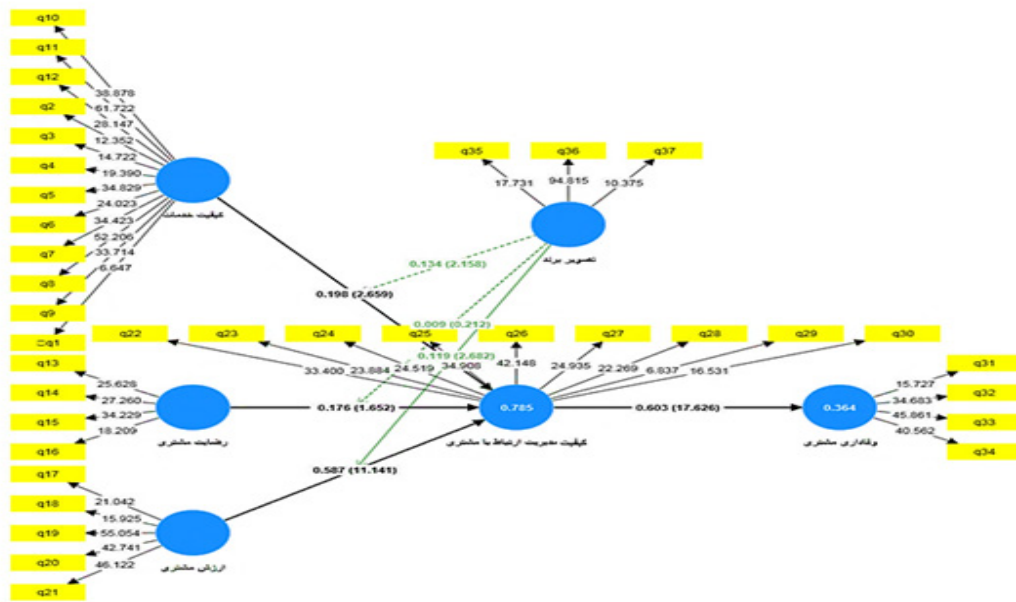 q10
q11
q12
q2
q3
q4
q5
q6
q7
q8
q9
q1
38.878
61.722
28.147
12.352
14.722
19.390
34.829
24.023
34.423
52.206
33.714
6.647
کیفیت خدمات
q35
q36
q37
17.731
94.815
10.375
تصویر برند
0.134 (2.158)
0.198 (2.659)
0.009 (0.212)
0.119 (2.682)
q22
q23
q24
q25
q26
q27
q28
q29
q30
33.400
23.884
24.519
34.908
42.148
24.935
22.269
6.837
16.531
q13
q14
q15
q16
25.628
27.260
34.229
18.209
رضایت مشتری
0.176 (1.652)
0.785
کیفیت مدیریت ارتباط با مشتری
0.603 (17.626)
0.364
وفاداری مشتری
q31
q32
q33
q34
15.727
34.683
45.861
40.562
0.587 (11.141)
q17
q18
q19
q20
q21
21.042
15.925
55.054
42.741
46.122
ارزش مشتری